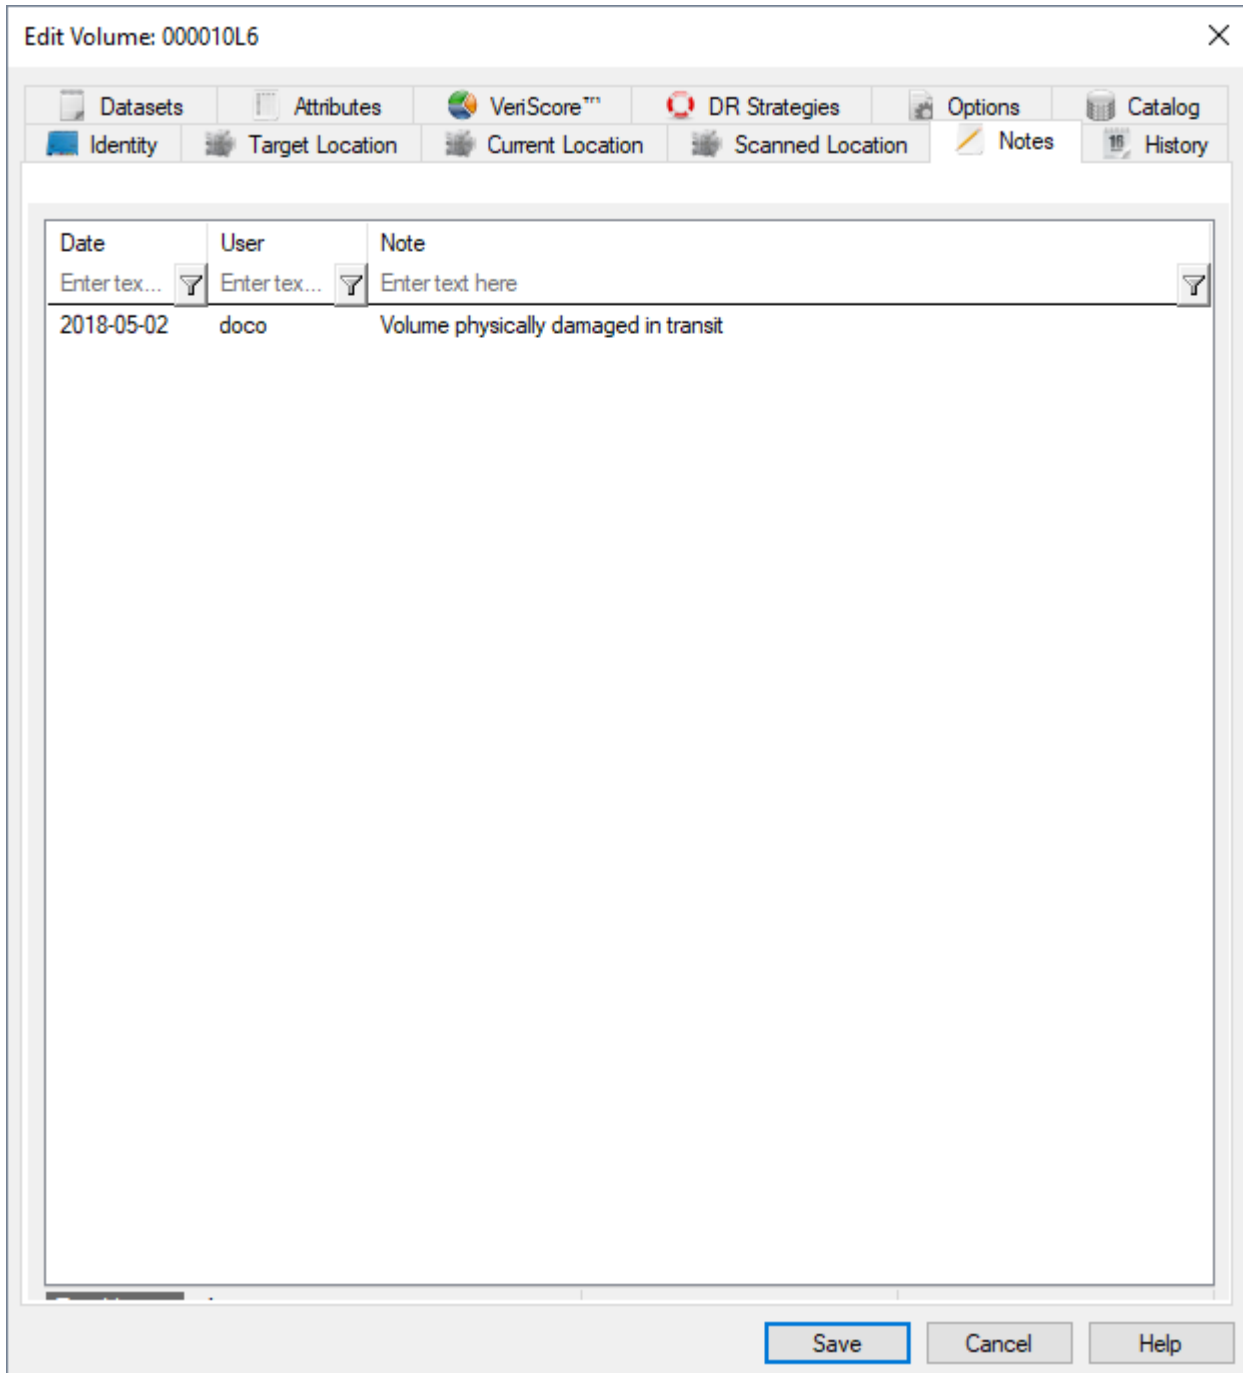 Edit Volume: 000010L6
Datasets Attributes VeriScore™ DR Strategies Options Catalog
Identity Target Location Current Location Scanned Location Notes 16 History
Date User Note
Enter tex... Enter tex... Enter text here
2018-05-02 doco Volume physically damaged in transit
Save Cancel Help